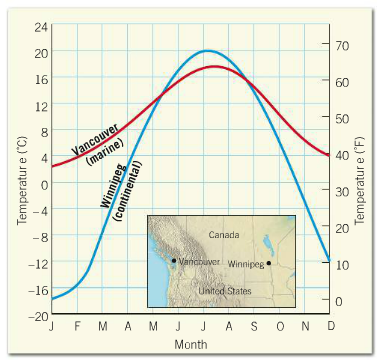 24
20
16
12
8
4
0
-4
-8
-12
-16
-20
Temperature (°C)
70
60
50
40
30
20
10
0
Temperature (°F)
Vancouver
(marine)
Winnipeg
(continental)
Canada
Vancouver
Winnipeg
United States
J F M A M J J A S O N D
Month